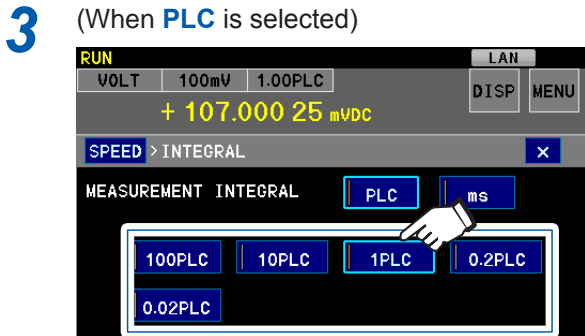 3 (When PLC is selected)
RUN LAN
VOLT 100mV 1.00PLC DISP MENU
+ 107.000 25 mVDC
SPEED > INTEGRAL ×
MEASUREMENT INTEGRAL PLC ms
100PLC 10PLC 1PLC 0.2PLC
0.02PLC